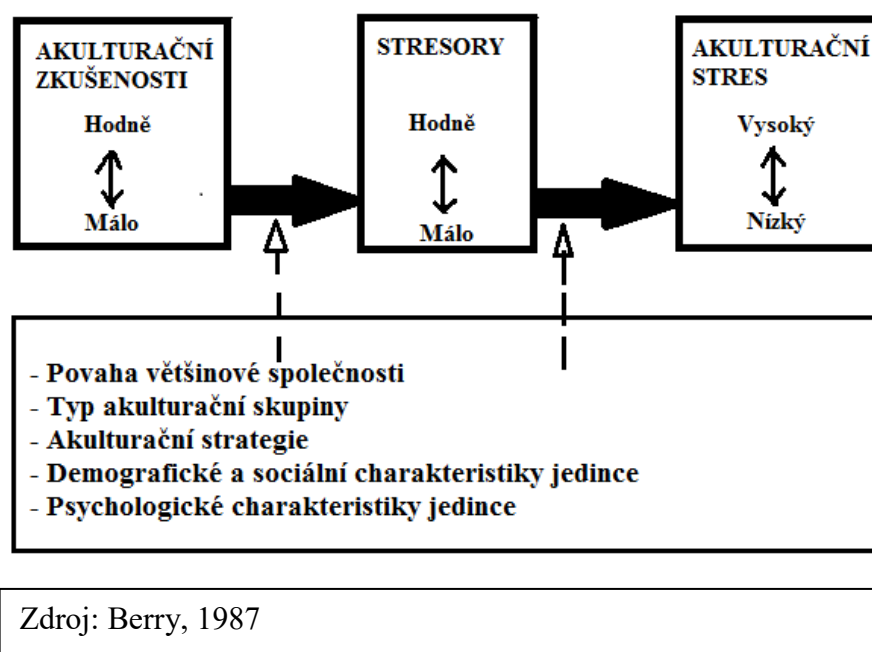 AKULTURAČNÍ
ZKUŠENOSTI
Hodně
Málo
STRESORY
Hodně
Málo
AKULTURAČNÍ
STRES
Vysoký
Nízký
- Povaha většinové společnosti
- Typ akulturační skupiny
- Akulturační strategie
- Demografické a sociální charakteristiky jedince
- Psychologické charakteristiky jedince
Zdroj: Berry, 1987